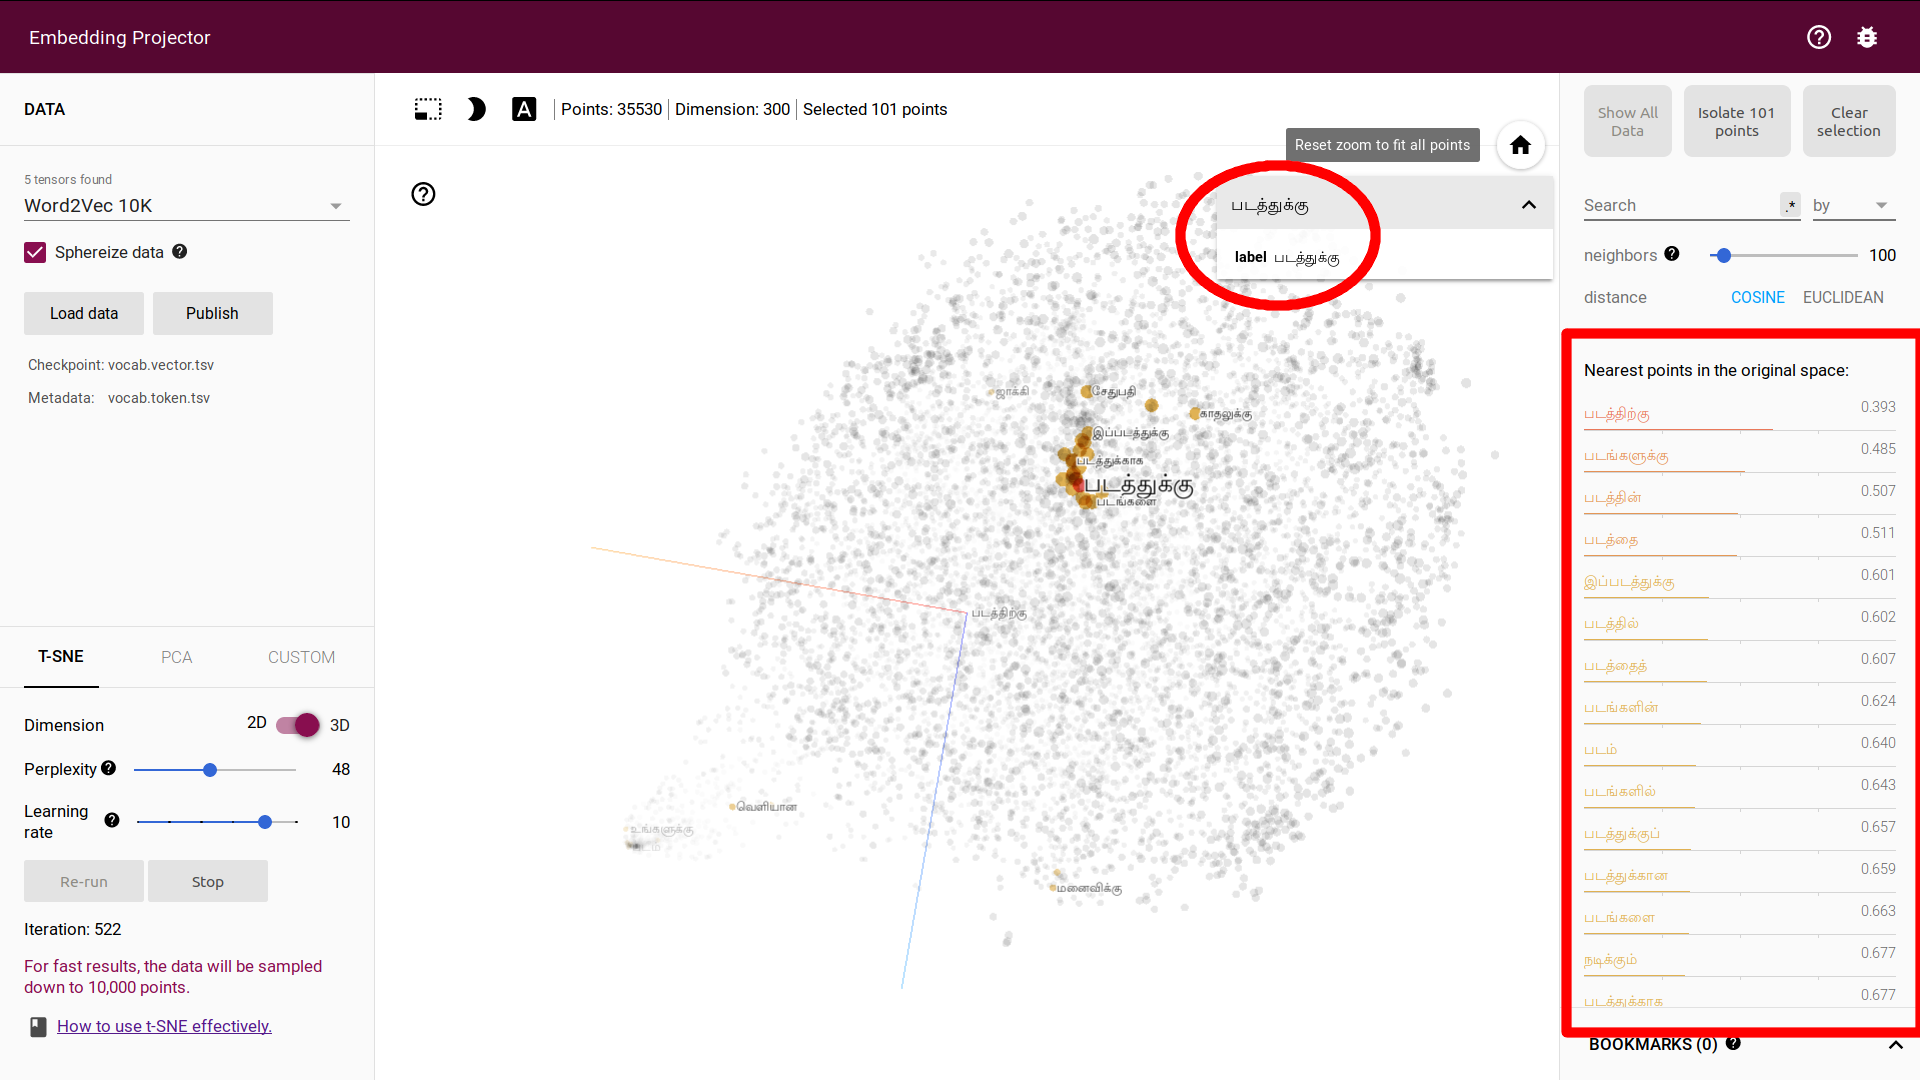 Embedding Projector
DATA
5 tensors found
Word2Vec 10K
Sphereize data
Load data
Publish
Checkpoint: vocab.vector.tsv
Metadata: vocab.token.tsv
T-SNE
PCA
CUSTOM
Dimension
2D
3D
Perplexity
48
Learning rate
10
Re-run
Stop
Iteration: 522
For fast results, the data will be sampled
down to 10,000 points.
How to use t-SNE effectively.
A
Points: 35530
Dimension: 300
Selected 101 points
Reset zoom to fit all points
படத்துக்கு
label படத்துக்கு
ஜாக்கி
சேதுபதி
காதலுக்கு
இப்படத்துக்கு
படத்துக்காக
படத்துக்கு
படங்களை
படத்திற்கு
வெளியான
உங்களுக்கு
மனைவிக்கு
Show All Data
Isolate 101 points
Clear selection
Search
.*
by
neighbors
100
distance
COSINE
EUCLIDEAN
Nearest points in the original space:
படத்திற்கு 0.393
படங்களுக்கு 0.485
படத்தின் 0.507
படத்தை 0.511
இப்படத்துக்கு 0.601
படத்தில் 0.602
படத்தைத் 0.607
படங்களின் 0.624
படம் 0.640
படங்களில் 0.643
படத்துக்குப் 0.657
படத்துக்கான 0.659
படங்களை 0.663
நடிக்கும் 0.677
படத்துக்காக 0.677
BOOKMARKS (0)